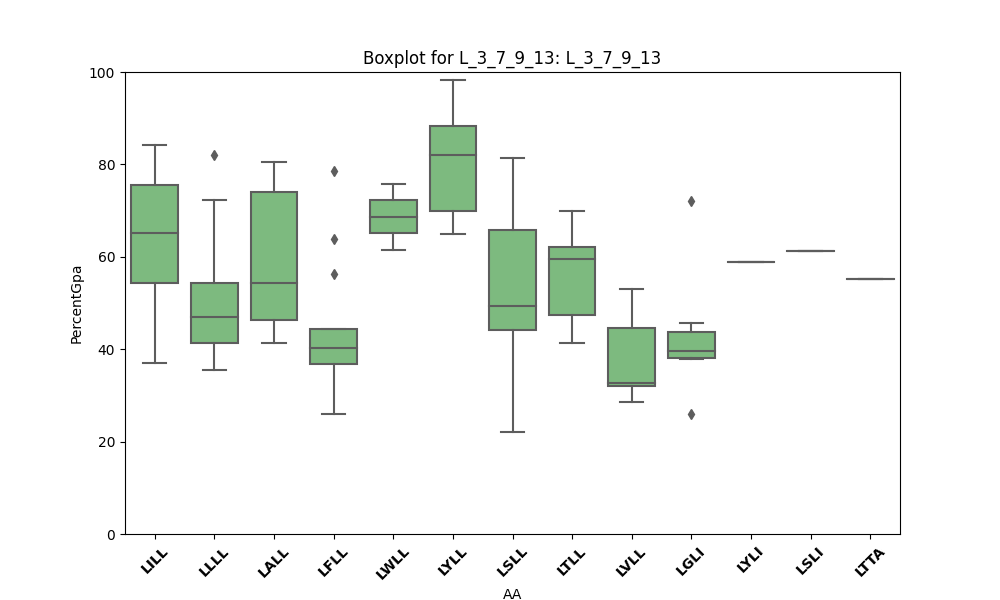 Boxplot for L_3_7_9_13: L_3_7_9_13
100
80
60
40
20
0
PercentGpa
LILL LLLL LALL LFLL LWLL LYLL LSLL LTLL LVLL LGLI LYLI LSLI LTTA
AA